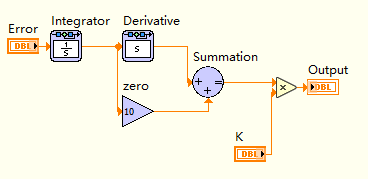 Integrator Derivative
Error
DBL
1
S
S
Summation
+ =
+
zero
10
×
Output
DBL
K
DBL